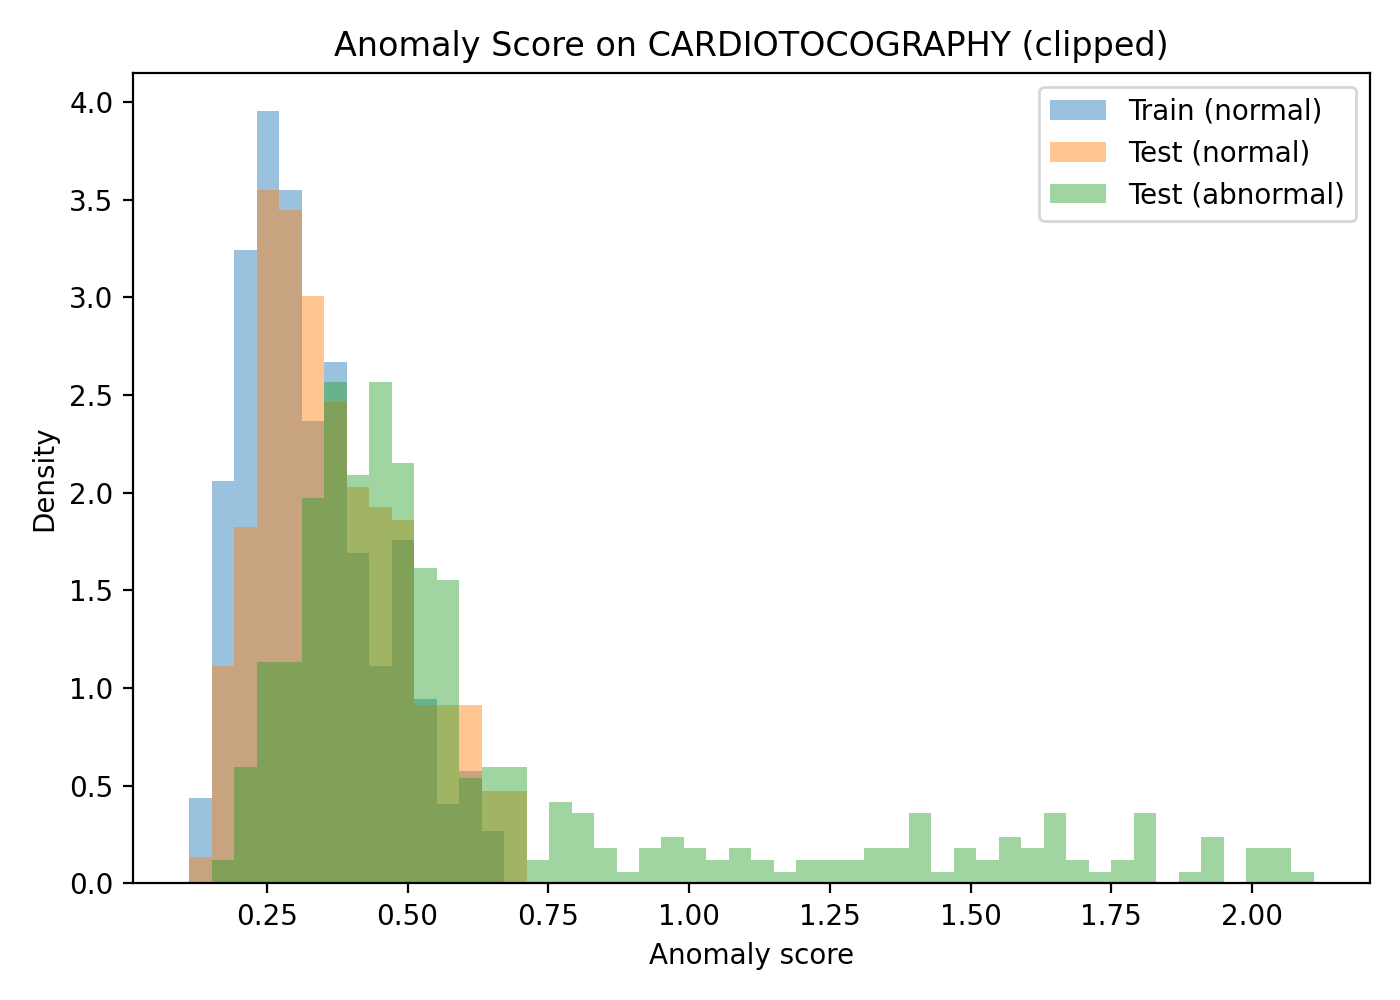 Anomaly Score on CARDIOTOCOGRAPHY (clipped)
Train (normal)
Test (normal)
Test (abnormal)
Density
4.0
3.5
3.0
2.5
2.0
1.5
1.0
0.5
0.0
0.25 0.50 0.75 1.00 1.25 1.50 1.75 2.00
Anomaly score